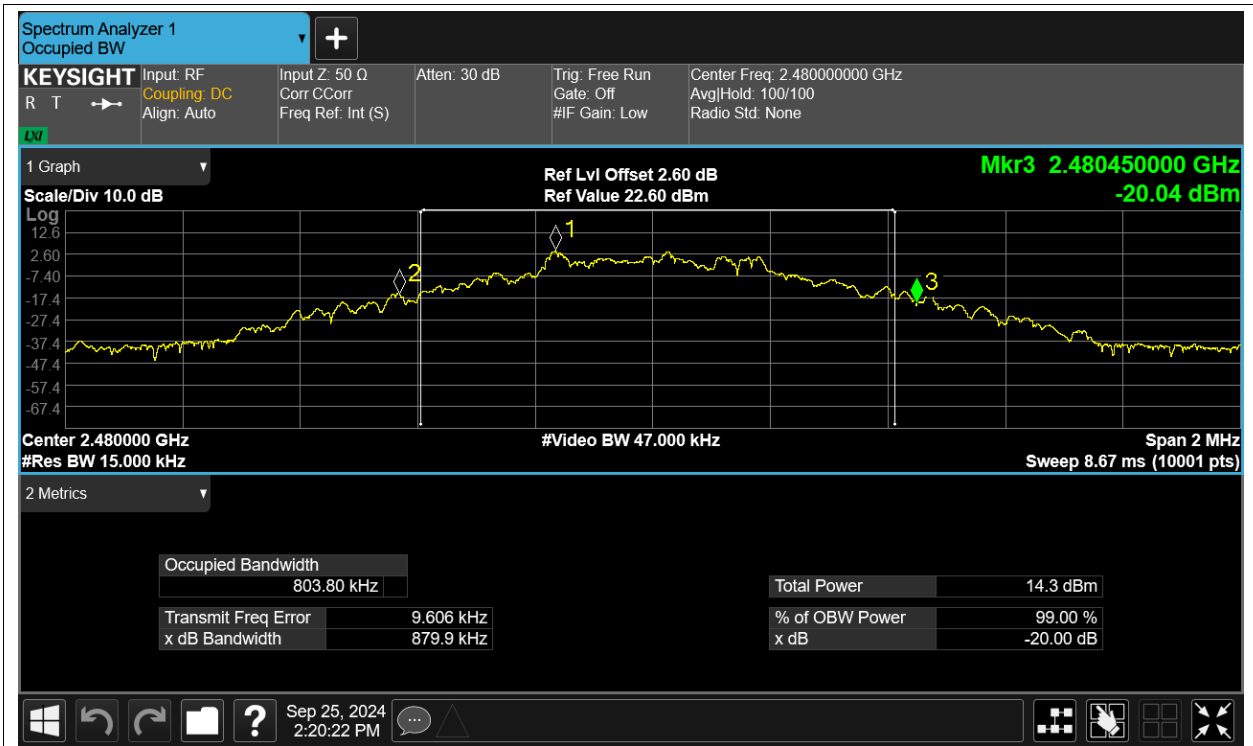 Spectrum Analyzer 1
Occupied BW
KEYSIGHT
R T
LXI
Input: RF
Coupling: DC
Align: Auto
Input Z: 50 Ω
Corr CCorr
Freq Ref: Int (S)
Atten: 30 dB
Trig: Free Run
Gate: Off
#IF Gain: Low
Center Freq: 2.480000000 GHz
Avg|Hold: 100/100
Radio Std: None
1 Graph
Scale/Div 10.0 dB
Ref Lvl Offset 2.60 dB
Ref Value 22.60 dBm
Mkr3 2.480450000 GHz
-20.04 dBm
Log
12.6
2.60
-7.40
-17.4
-27.4
-37.4
-47.4
-57.4
-67.4
1
2
3
Center 2.480000 GHz
#Video BW 47.000 kHz
Span 2 MHz
#Res BW 15.000 kHz
Sweep 8.67 ms (10001 pts)
2 Metrics
Occupied Bandwidth
803.80 kHz
Transmit Freq Error 9.606 kHz
x dB Bandwidth 879.9 kHz
Total Power 14.3 dBm
% of OBW Power 99.00 %
x dB -20.00 dB
?
Sep 25, 2024
2:20:22 PM